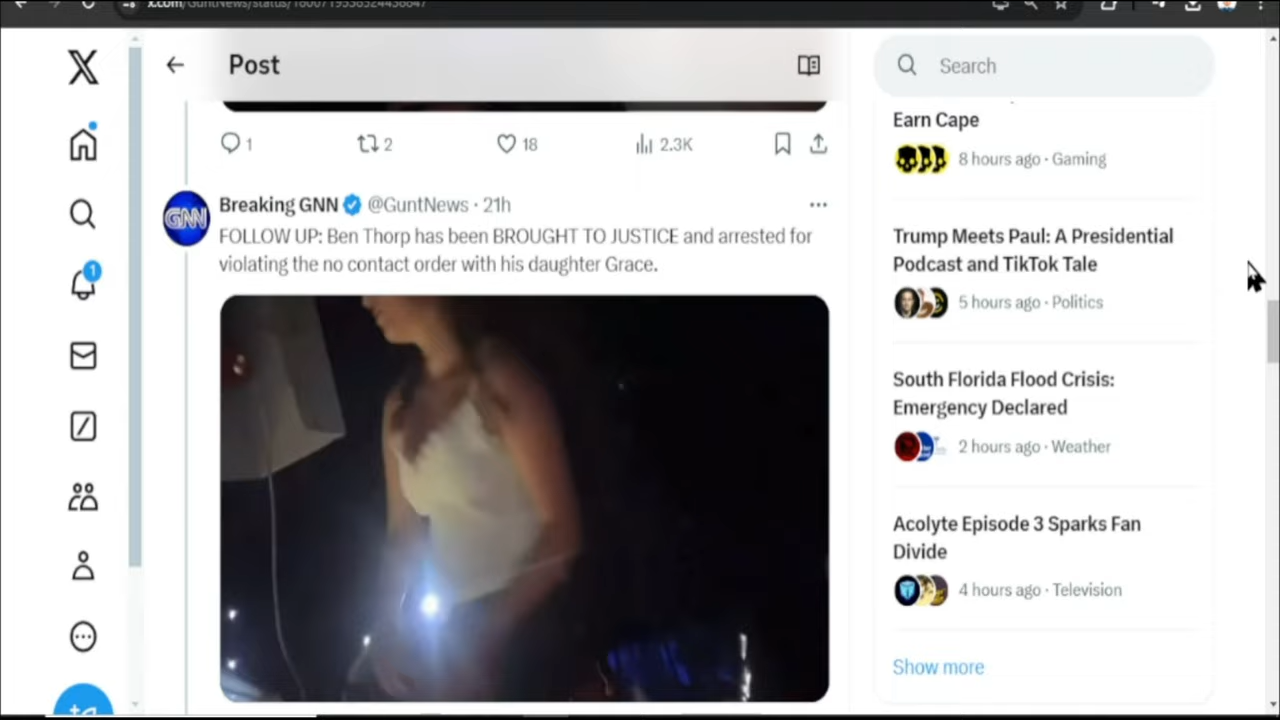 Post
Search
1
2
18
2.3K
Breaking GNN @GuntNews · 21h
FOLLOW UP: Ben Thorp has been BROUGHT TO JUSTICE and arrested for
violating the no contact order with his daughter Grace.
GNN
1
Earn Cape
8 hours ago · Gaming
Trump Meets Paul: A Presidential
Podcast and TikTok Tale
5 hours ago · Politics
South Florida Flood Crisis:
Emergency Declared
2 hours ago · Weather
Acolyte Episode 3 Sparks Fan
Divide
4 hours ago · Television
Show more